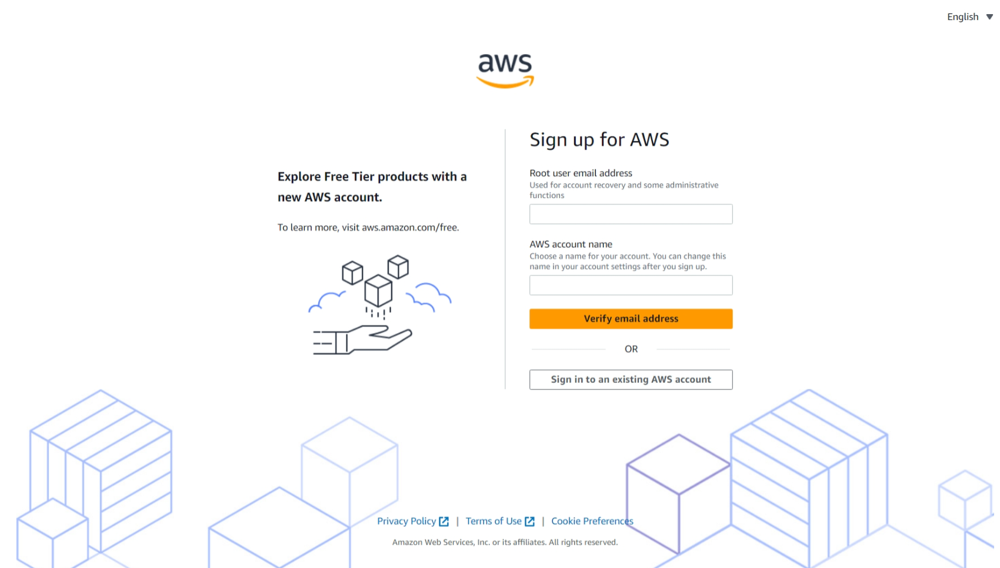 English
aws
Explore Free Tier products with a
new AWS account.
To learn more, visit aws.amazon.com/free.
Sign up for AWS
Root user email address
Used for account recovery and some administrative
functions
AWS account name
Choose a name for your account. You can change this
name in your account settings after you sign up.
Verify email address
OR
Sign in to an existing AWS account
Privacy Policy | Terms of Use | Cookie Preferences
Amazon Web Services, Inc. or its affiliates. All rights reserved.